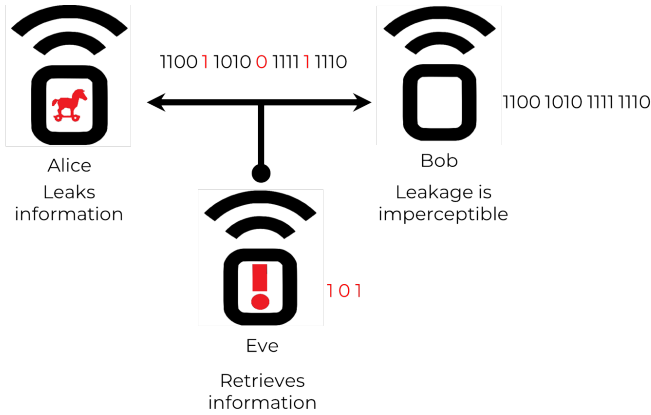 1100 1 1010 0 1111 1 1110
1100 1010 1111 1110
Alice
Leaks
information
Bob
Leakage is
imperceptible
1 0 1
Eve
Retrieves
information